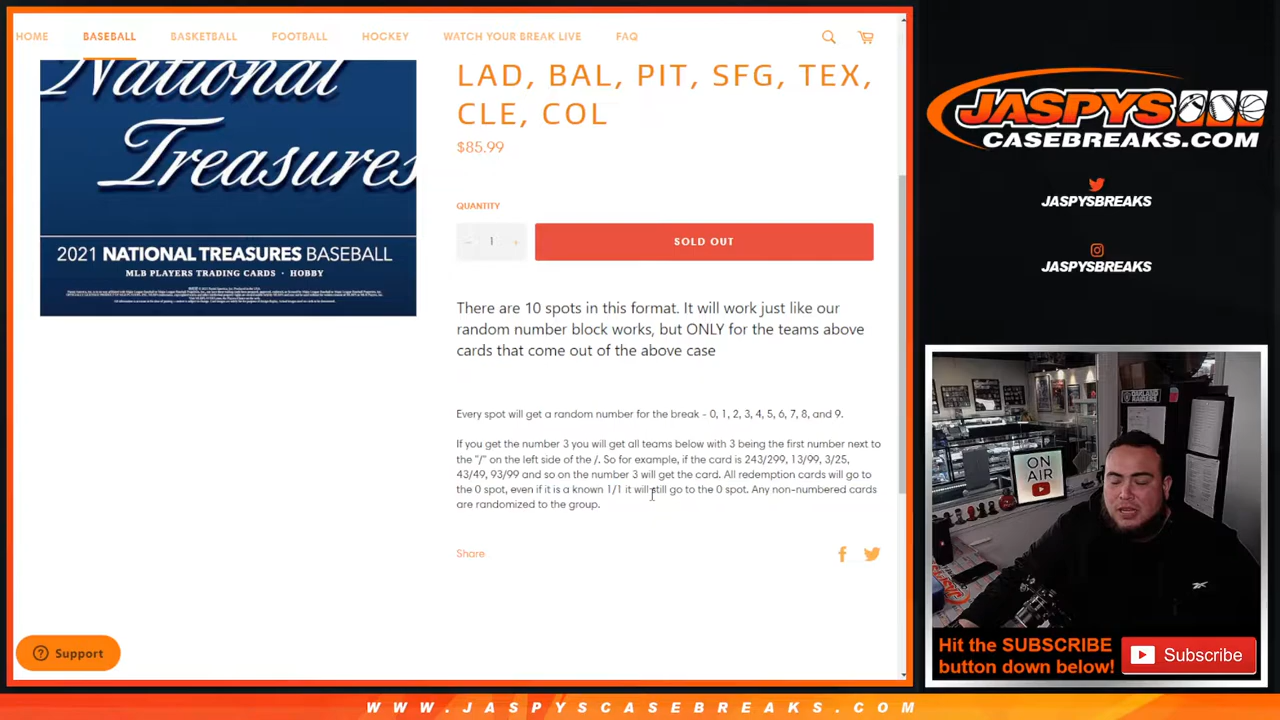 HOME BASEBALL BASKETBALL FOOTBALL HOCKEY WATCH YOUR BREAK LIVE FAQ
National
Treasures
2021 NATIONAL TREASURES BASEBALL
MLB PLAYERS TRADING CARDS • HOBBY
LAD, BAL, PIT, SFG, TEX,
CLE, COL
$85.99
QUANTITY
− 1 +
SOLD OUT
There are 10 spots in this format. It will work just like our
random number block works, but ONLY for the teams above
cards that come out of the above case
Every spot will get a random number for the break - 0, 1, 2, 3, 4, 5, 6, 7, 8, and 9.
If you get the number 3 you will get all teams below with 3 being the first number next to
the "/" on the left side of the /. So for example, if the card is 243/299, 13/99, 3/25,
43/49, 93/99 and so on the number 3 will get the card. All redemption cards will go to
the 0 spot, even if it is a known 1/1 it will still go to the 0 spot. Any non-numbered cards
are randomized to the group.
Share
Support
JASPYS
CASEBREAKS.COM
JASPYSBREAKS
JASPYSBREAKS
ON
AIR
OAKLAND
RAIDERS
Hit the SUBSCRIBE
button down below!
Subscribe
WWW.JASPYSCASEBREAKS.COM